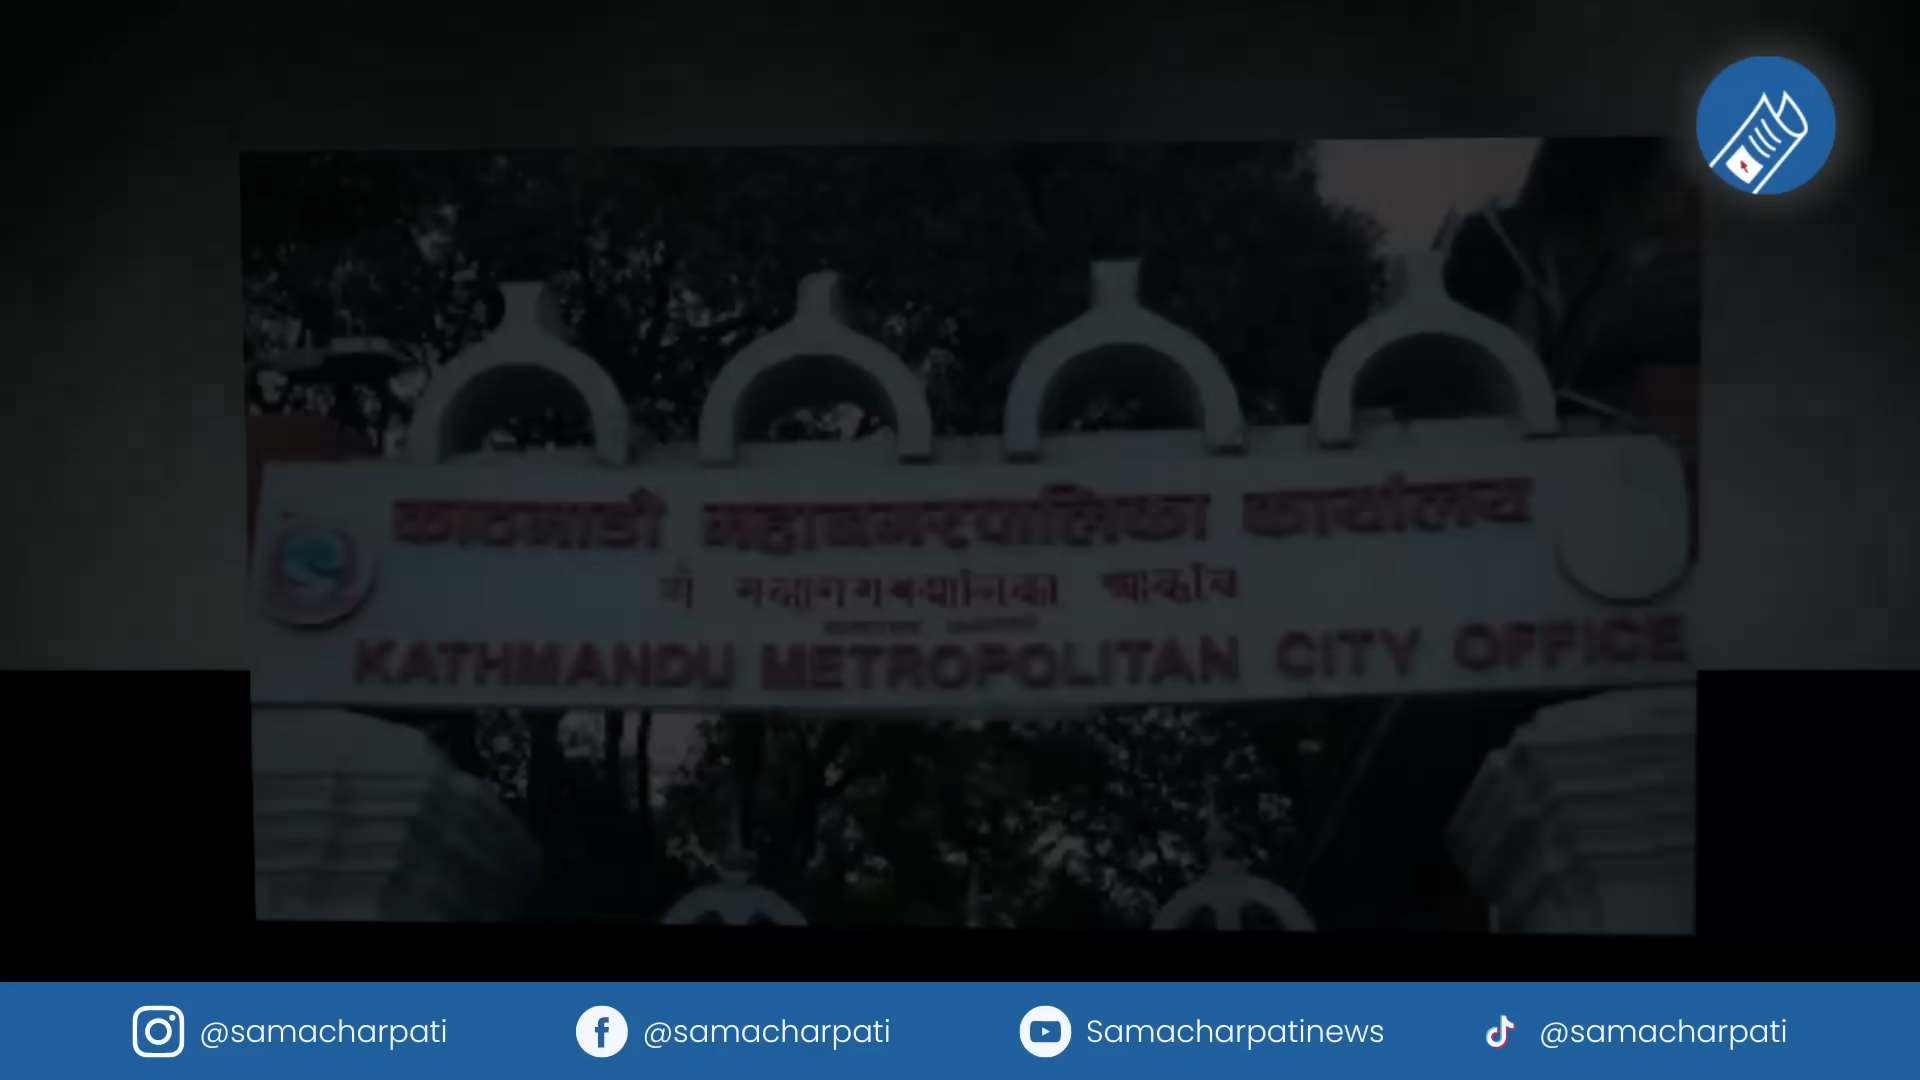 काठमाडौं महानगरपालिका कार्यालय
KATHMANDU METROPOLITAN CITY OFFICE
@samacharpati
@samacharpati
Samacharpatinews
@samacharpati